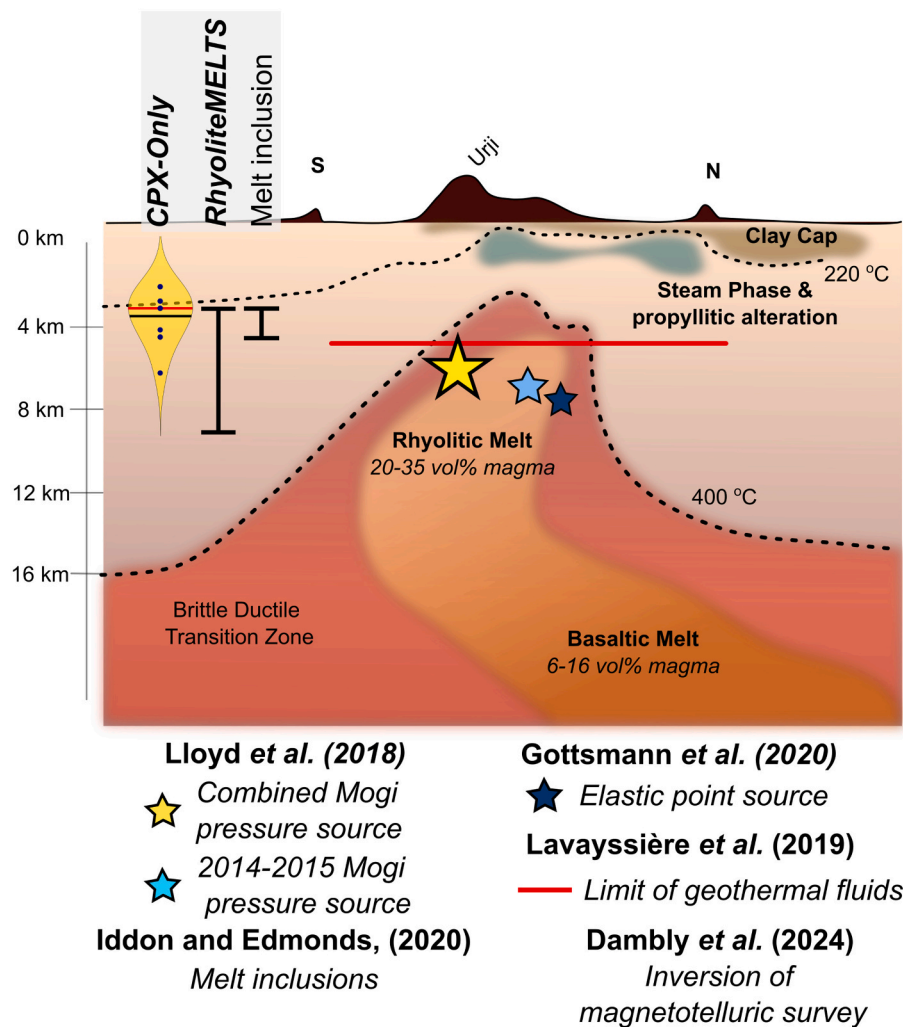 CPX-Only
RhyoliteMELTS
Melt inclusion
S
Urji
N
0 km
Clay Cap
220 °C
Steam Phase &
propyllitic alteration
4 km
8 km
Rhyolitic Melt
20-35 vol% magma
12 km
400 °C
16 km
Brittle Ductile
Transition Zone
Basaltic Melt
6-16 vol% magma
Lloyd et al. (2018)
Combined Mogi
pressure source
2014-2015 Mogi
pressure source
Iddon and Edmonds, (2020)
Melt inclusions
Gottsmann et al. (2020)
Elastic point source
Lavayssière et al. (2019)
Limit of geothermal fluids
Dambly et al. (2024)
Inversion of
magnetotelluric survey